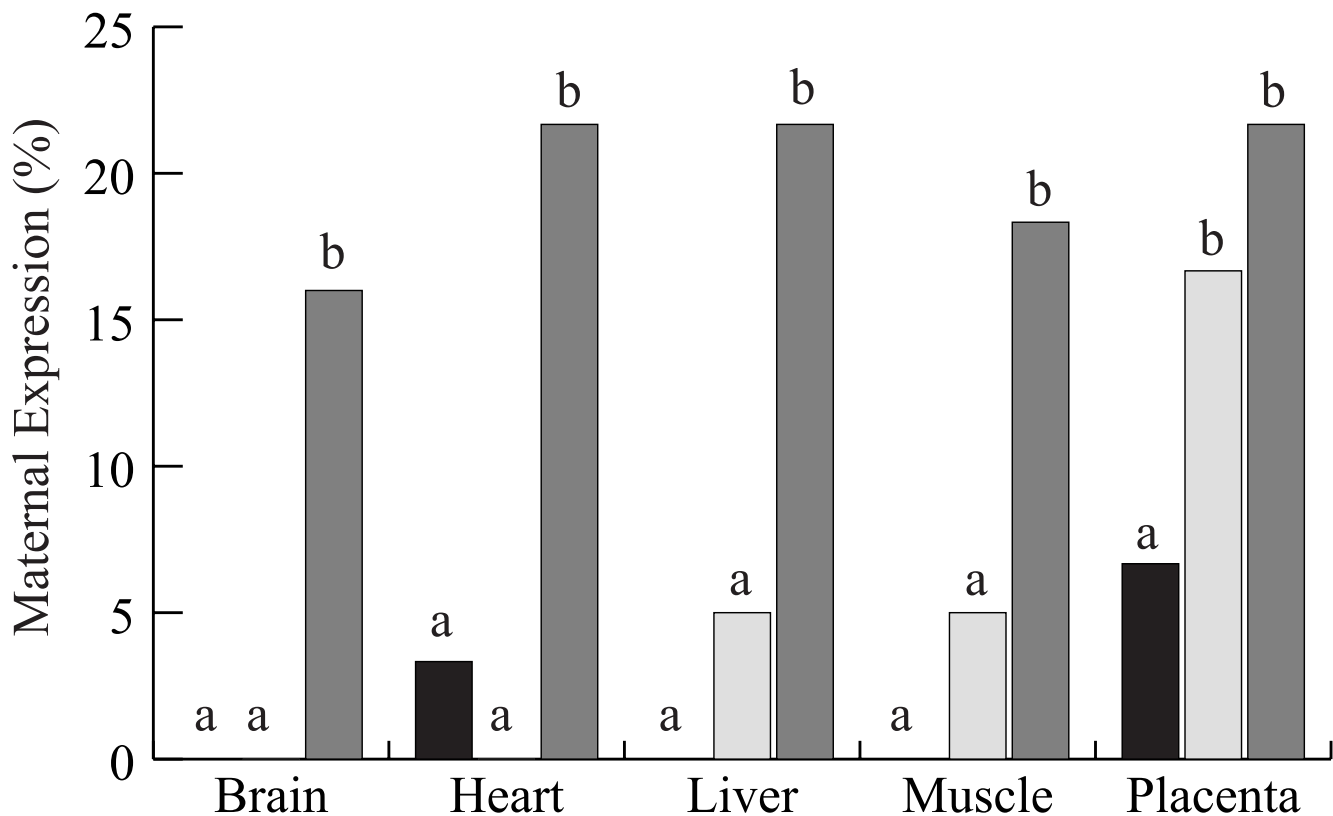 Maternal Expression (%)
25
20
15
10
5
0
a a b
a a b
a a b
a a b
a b b
Brain Heart Liver Muscle Placenta